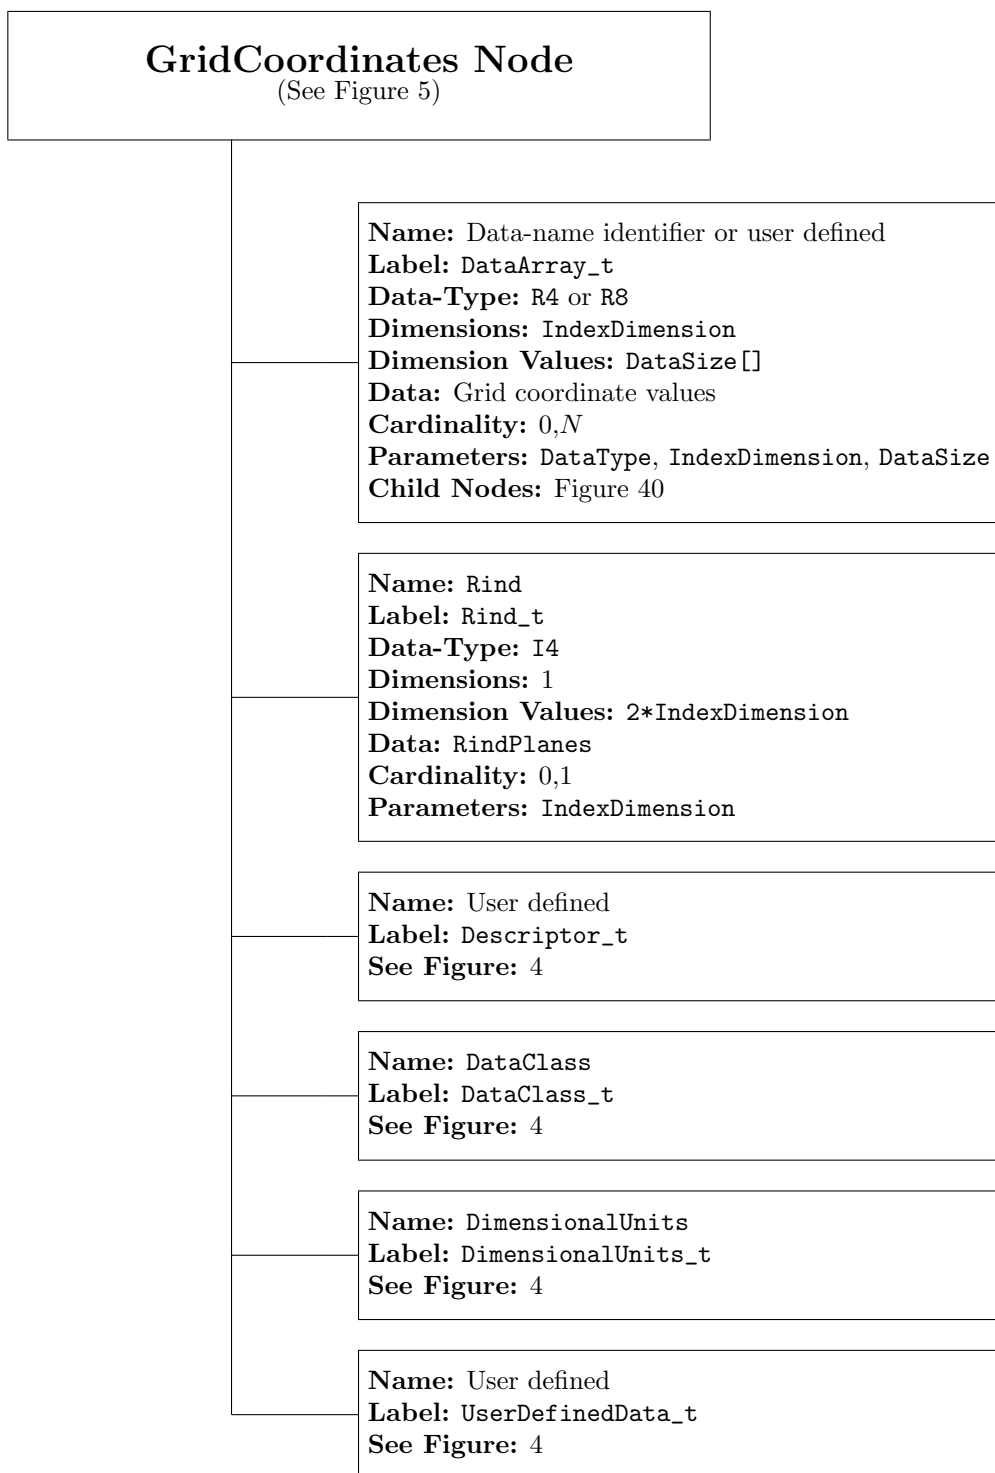 GridCoordinates Node
(See Figure 5)
Name: Data-name identifier or user defined
Label: DataArray_t
Data-Type: R4 or R8
Dimensions: IndexDimension
Dimension Values: DataSize[]
Data: Grid coordinate values
Cardinality: 0,N
Parameters: DataType, IndexDimension, DataSize
Child Nodes: Figure 40
Name: Rind
Label: Rind_t
Data-Type: I4
Dimensions: 1
Dimension Values: 2*IndexDimension
Data: RindPlanes
Cardinality: 0,1
Parameters: IndexDimension
Name: User defined
Label: Descriptor_t
See Figure: 4
Name: DataClass
Label: DataClass_t
See Figure: 4
Name: DimensionalUnits
Label: DimensionalUnits_t
See Figure: 4
Name: User defined
Label: UserDefinedData_t
See Figure: 4